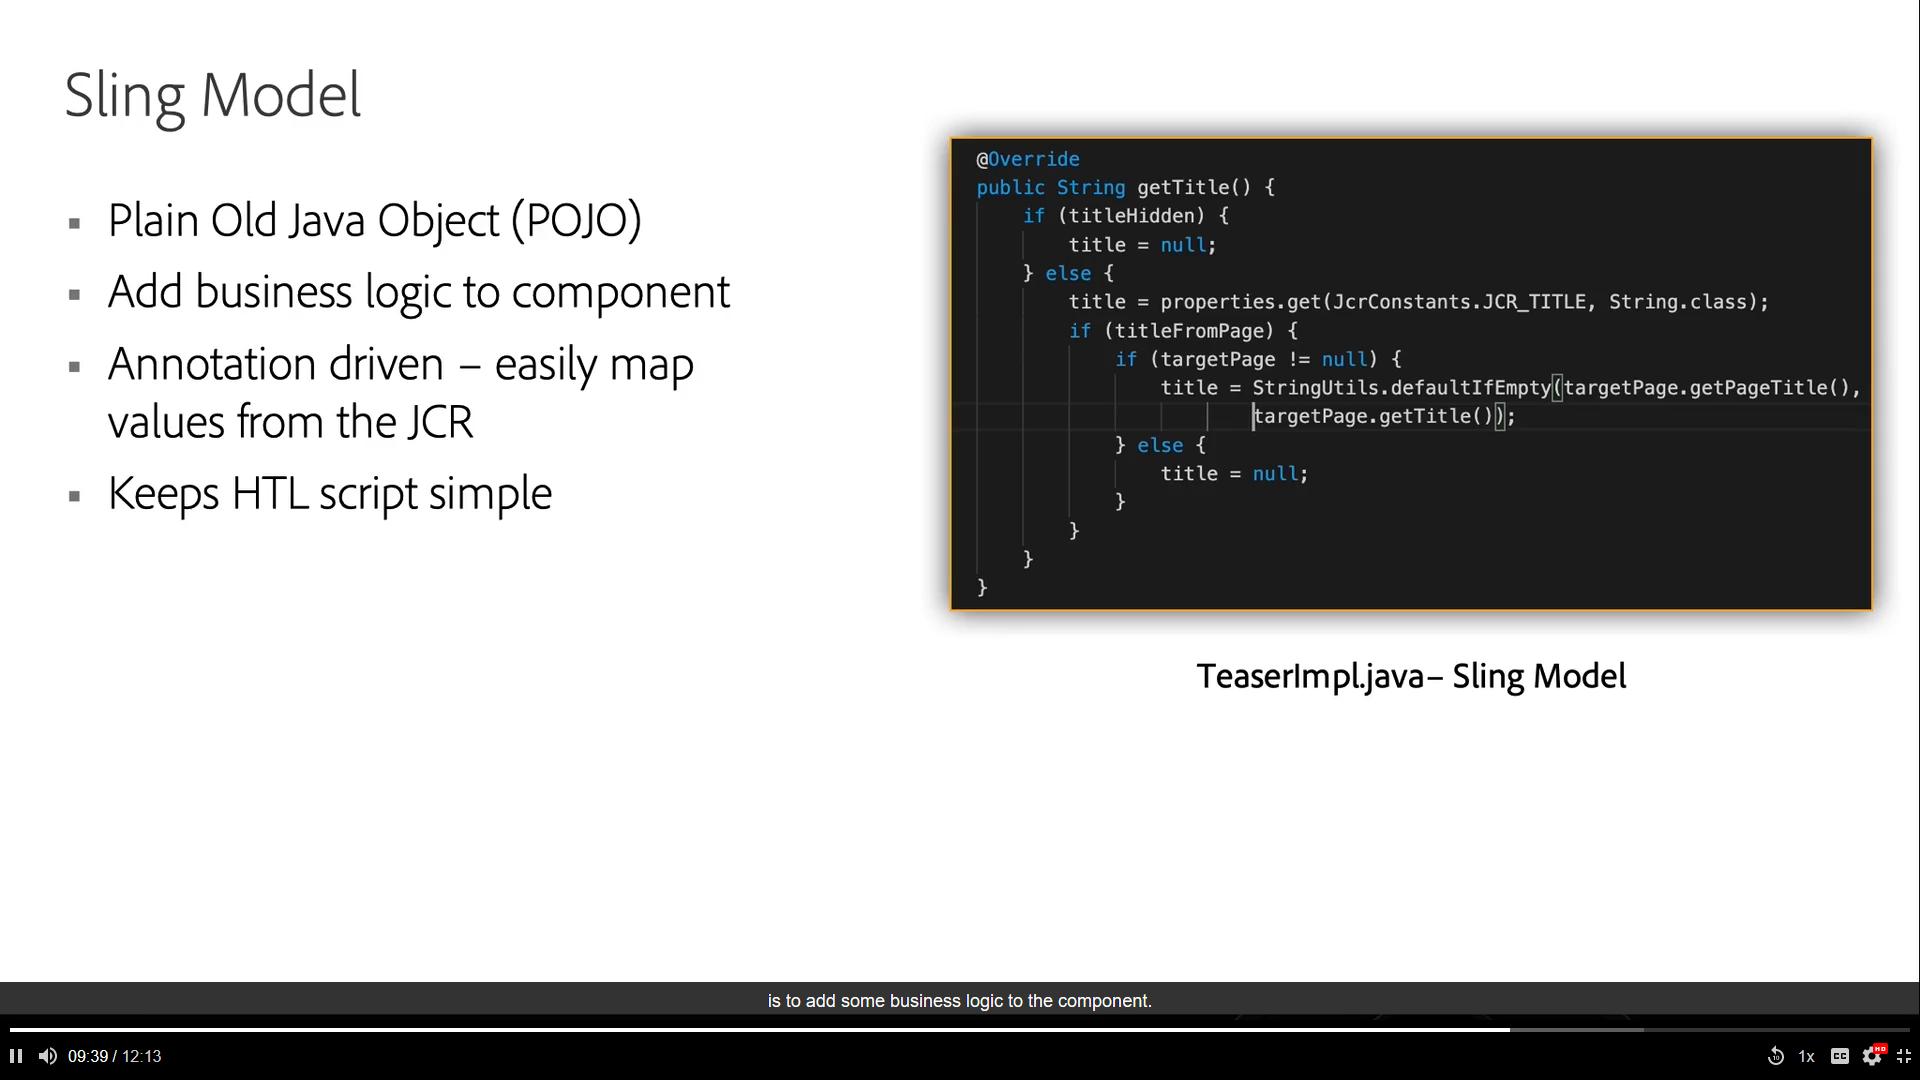 Sling Model
▪ Plain Old Java Object (POJO)
▪ Add business logic to component
▪ Annotation driven – easily map
values from the JCR
▪ Keeps HTL script simple
@Override
public String getTitle() {
    if (titleHidden) {
        title = null;
    } else {
        title = properties.get(JcrConstants.JCR_TITLE, String.class);
        if (titleFromPage) {
            if (targetPage != null) {
                title = StringUtils.defaultIfEmpty(targetPage.getPageTitle(),
                        targetPage.getTitle());
            } else {
                title = null;
            }
        }
    }
}
TeaserImpl.java– Sling Model
is to add some business logic to the component.
09:39 / 12:13
10
1x
CC
HD